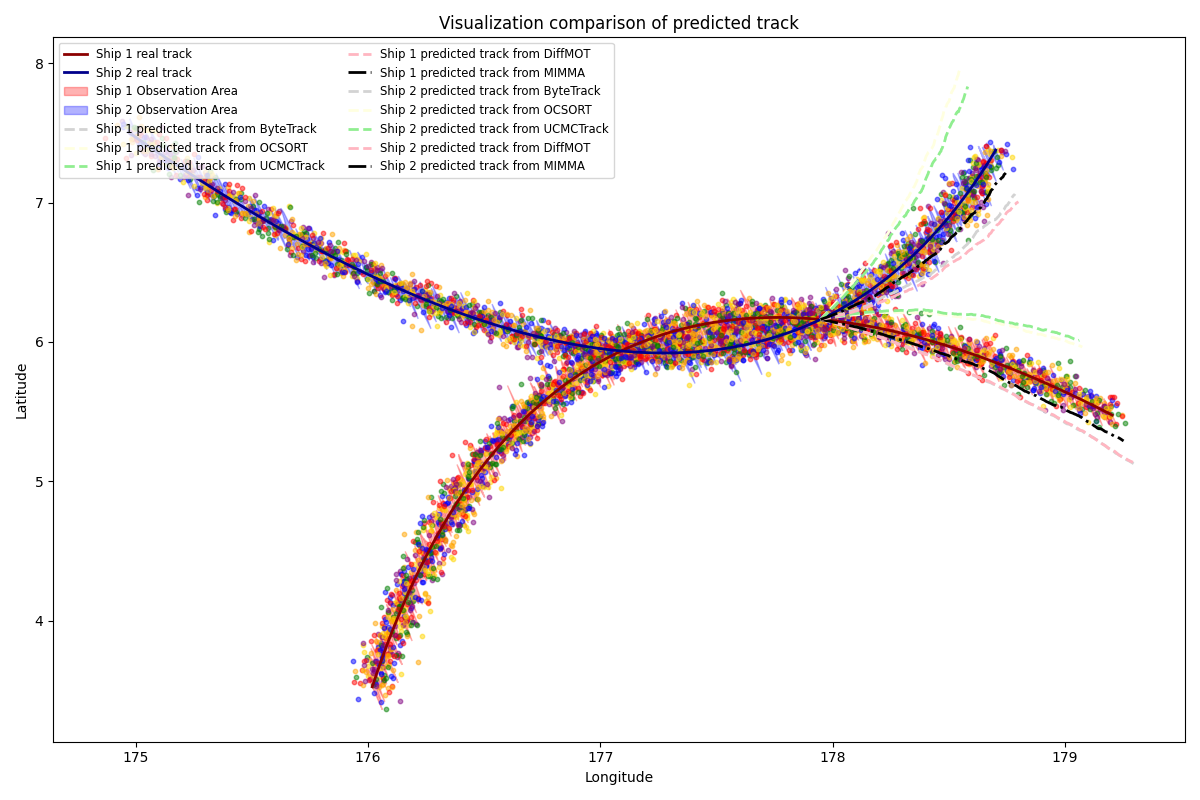 Visualization comparison of predicted track
Ship 1 real track
Ship 2 real track
Ship 1 Observation Area
Ship 2 Observation Area
Ship 1 predicted track from ByteTrack
Ship 1 predicted track from OCSORT
Ship 1 predicted track from UCMCTrack
Ship 1 predicted track from DiffMOT
Ship 1 predicted track from MIMMA
Ship 2 predicted track from ByteTrack
Ship 2 predicted track from OCSORT
Ship 2 predicted track from UCMCTrack
Ship 2 predicted track from DiffMOT
Ship 2 predicted track from MIMMA
8
7
6
5
4
Latitude
175 176 177 178 179
Longitude